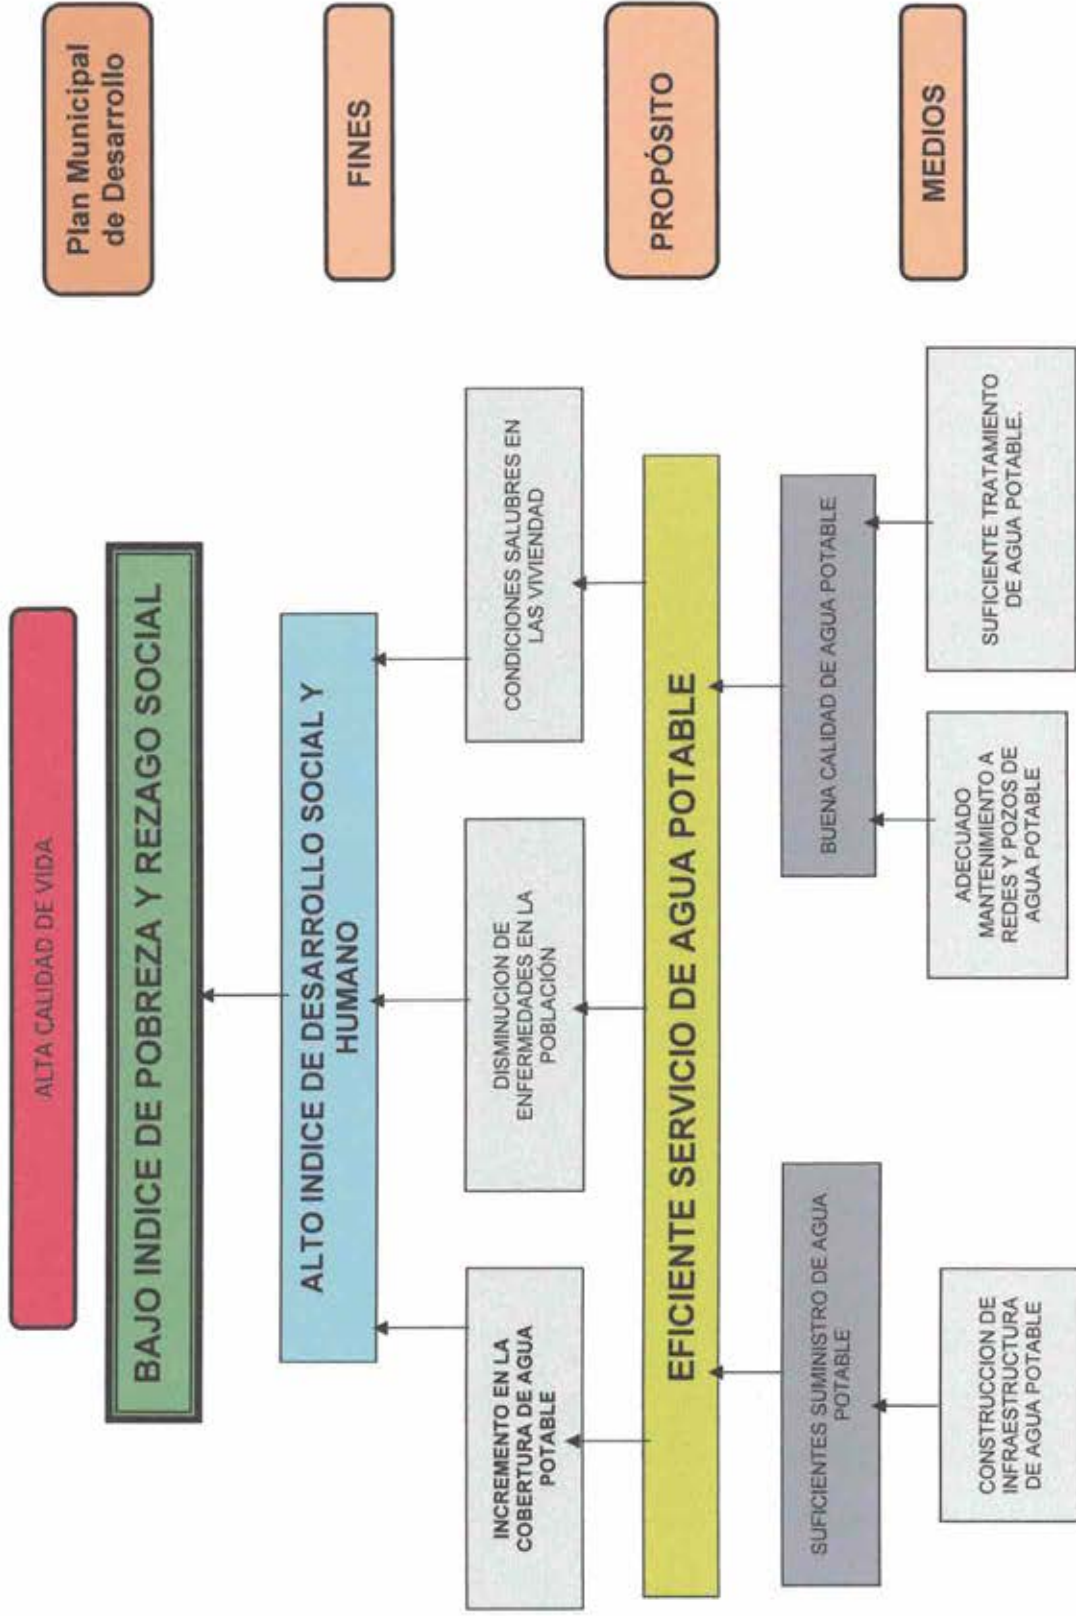 ALTA CALIDAD DE VIDA
Plan Municipal
de Desarrollo
BAJO INDICE DE POBREZA Y REZAGO SOCIAL
ALTO INDICE DE DESARROLLO SOCIAL Y
HUMANO
FINES
INCREMENTO EN LA
COBERTURA DE AGUA
POTABLE
DISMINUCION DE
ENFERMEDADES EN LA
POBLACIÓN
CONDICIONES SALUBRES EN
LAS VIVIENDAD
EFICIENTE SERVICIO DE AGUA POTABLE
PROPÓSITO
SUFICIENTES SUMINISTRO DE AGUA
POTABLE
BUENA CALIDAD DE AGUA POTABLE
MEDIOS
CONSTRUCCION DE
INFRAESTRUCTURA
DE AGUA POTABLE
ADECUADO
MANTENIMIENTO A
REDES Y POZOS DE
AGUA POTABLE
SUFICIENTE TRATAMIENTO
DE AGUA POTABLE.